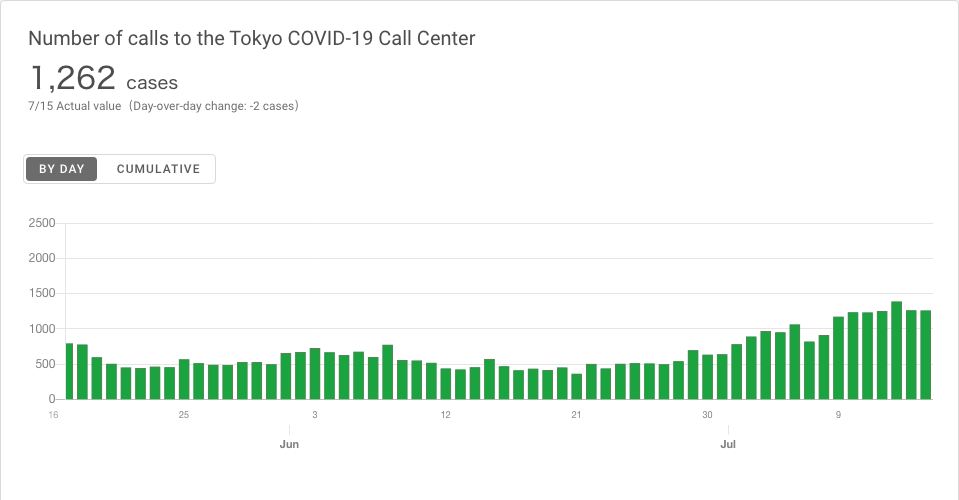 Number of calls to the Tokyo COVID-19 Call Center
1,262 cases
7/15 Actual value（Day-over-day change: -2 cases）
BY DAY CUMULATIVE
2500
2000
1500
1000
500
0
16 25 3 12 21 30 9
Jun Jul